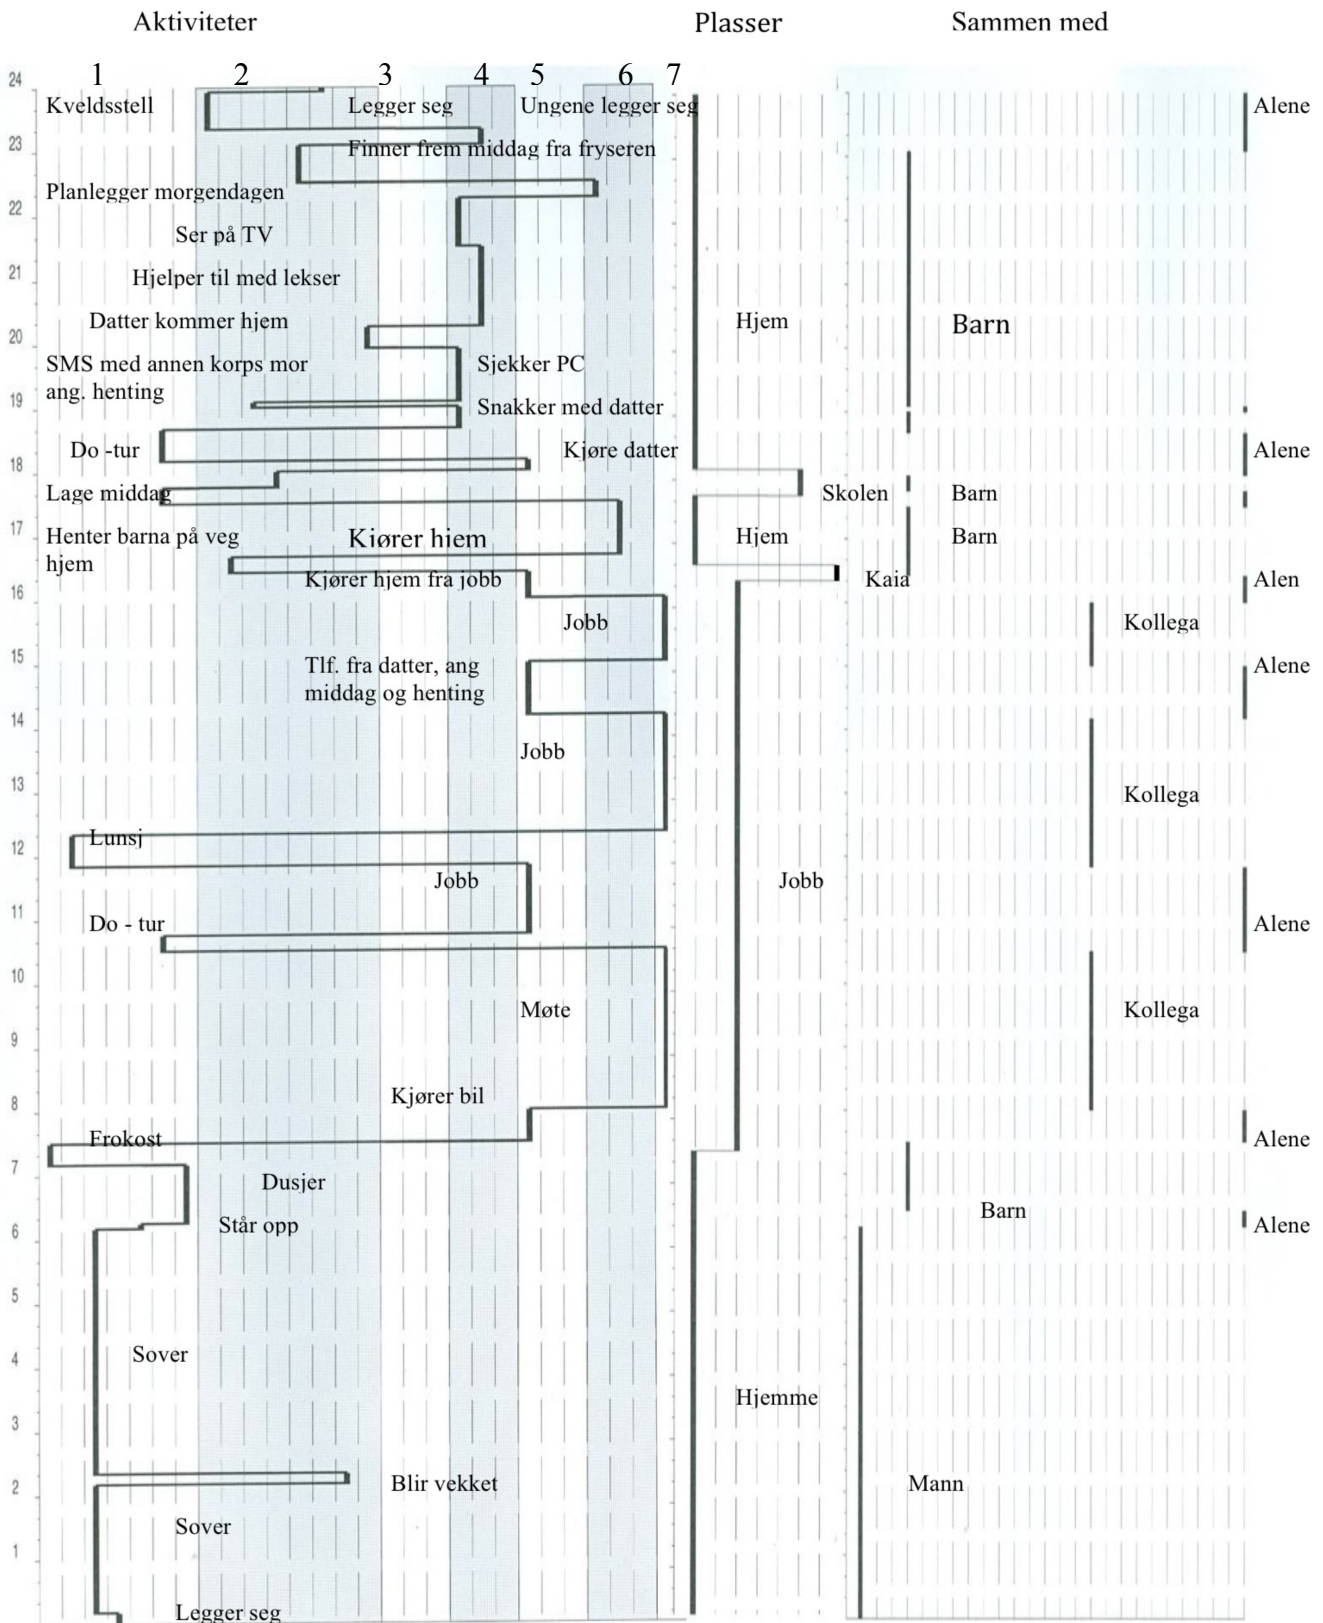 Aktiviteter Plasser Sammen med
1 2 3 4 5 6 7
24
Kveldsstell Legger seg Ungene legger seg Alene
23
Finner frem middag fra fryseren
Planlegger morgendagen
22
Ser på TV
21
Hjelper til med lekser
Datter kommer hjem Hjem Barn
20
SMS med annen korps mor Sjekker PC
ang. henting
19
Snakker med datter
Do -tur Kjøre datter Alene
18
Lage middag Skolen Barn
17
Henter barna på veg Kiører hiem Hjem Barn
hjem
Kjører hjem fra jobb Kaia Alen
16
Jobb Kollega
15
Tlf. fra datter, ang Alene
middag og henting
14
Jobb
13
Kollega
Lunsj
12
Jobb Jobb
11
Do - tur Alene
10
Møte Kollega
9
8
Kjører bil
Frokost Alene
7
Dusjer
Barn
6
Står opp Alene
5
4
Sover
Hjemme
3
2
Blir vekket Mann
Sover
1
Legger seg